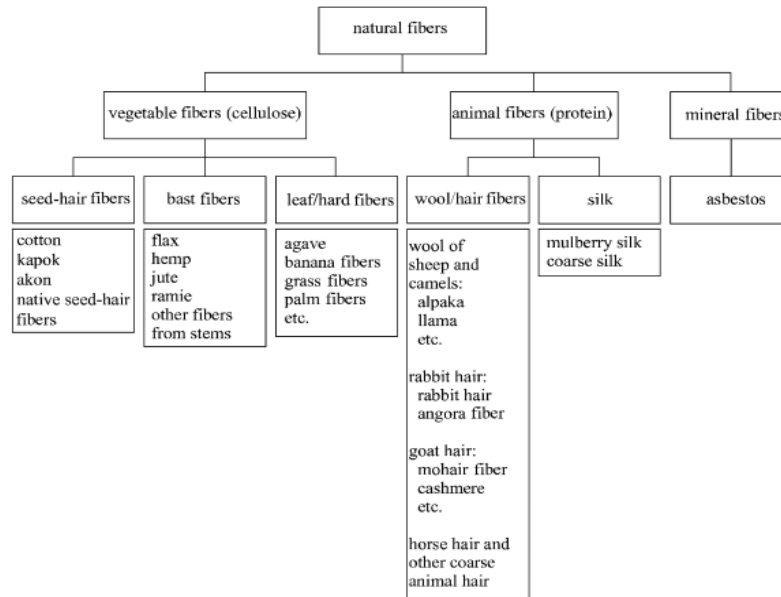 natural fibers
vegetable fibers (cellulose)
animal fibers (protein)
mineral fibers
seed-hair fibers
bast fibers
leaf/hard fibers
wool/hair fibers
silk
asbestos
cotton
kapok
akon
native seed-hair
fibers
flax
hemp
jute
ramie
other fibers
from stems
agave
banana fibers
grass fibers
palm fibers
etc.
wool of
sheep and
camels:
alpaka
llama
etc.
rabbit hair:
rabbit hair
angora fiber
goat hair:
mohair fiber
cashmere
etc.
horse hair and
other coarse
animal hair
mulberry silk
coarse silk